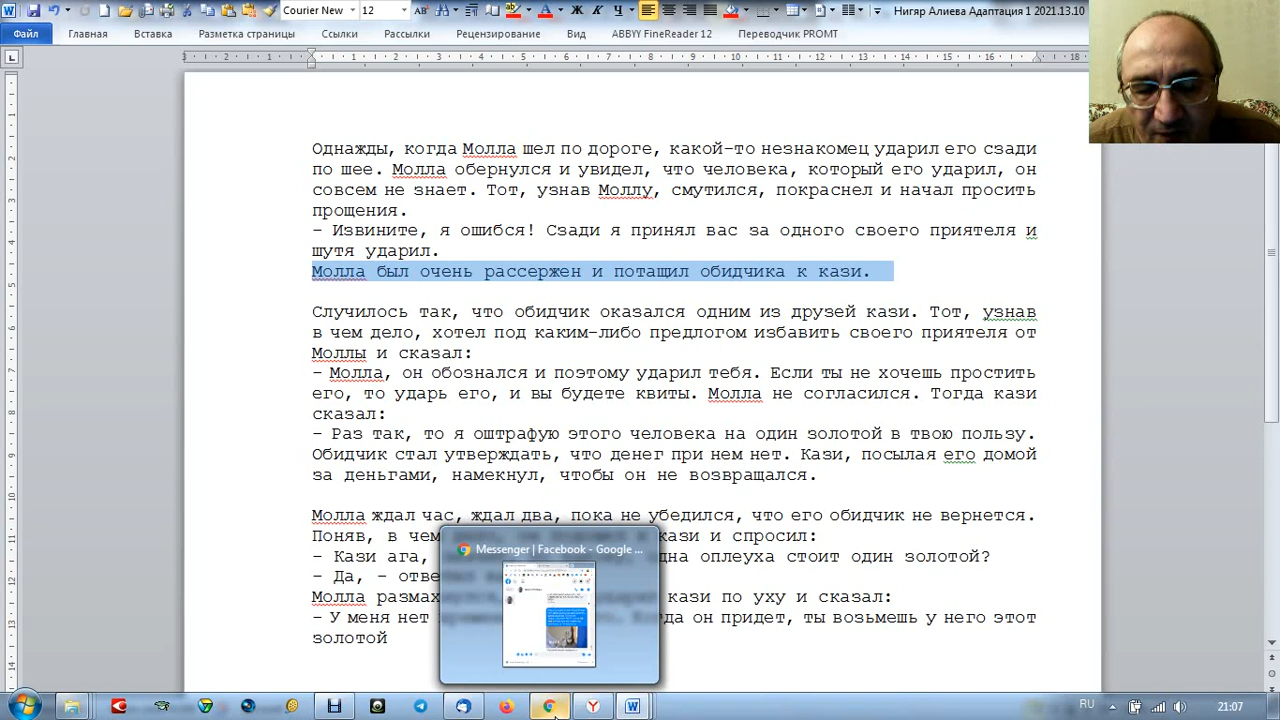 Courier New 12 Нигяр Алиева Адаптация 1 2021.13.10
Файл Главная Вставка Разметка страницы Ссылки Рассылки Рецензирование Вид ABBYY FineReader 12 Переводчик PROMT
Однажды, когда Молла шел по дороге, какой-то незнакомец ударил его сзади
по шее. Молла обернулся и увидел, что человека, который его ударил, он
совсем не знает. Тот, узнав Моллу, смутился, покраснел и начал просить
прощения.
- Извините, я ошибся! Сзади я принял вас за одного своего приятеля и
шутя ударил.
Молла был очень рассержен и потащил обидчика к кази.
Случилось так, что обидчик оказался одним из друзей кази. Тот, узнав
в чем дело, хотел под каким-либо предлогом избавить своего приятеля от
Моллы и сказал:
- Молла, он обознался и поэтому ударил тебя. Если ты не хочешь простить
его, то ударь его, и вы будете квиты. Молла не согласился. Тогда кази
сказал:
- Раз так, то я оштрафую этого человека на один золотой в твою пользу.
Обидчик стал утверждать, что денег при нем нет. Кази, посылая его домой
за деньгами, намекнул, чтобы он не возвращался.
Молла ждал час, ждал два, пока не убедился, что его обидчик не вернется.
Поняв, в чем кази и спросил:
- Кази ага, одна оплеуха стоит один золотой?
- Да, -
Молла кази по уху и сказал:
- У меня нет Когда он придет, ты возьмешь у него этот
золотой
Messenger | Facebook - Google ...
RU 21:07